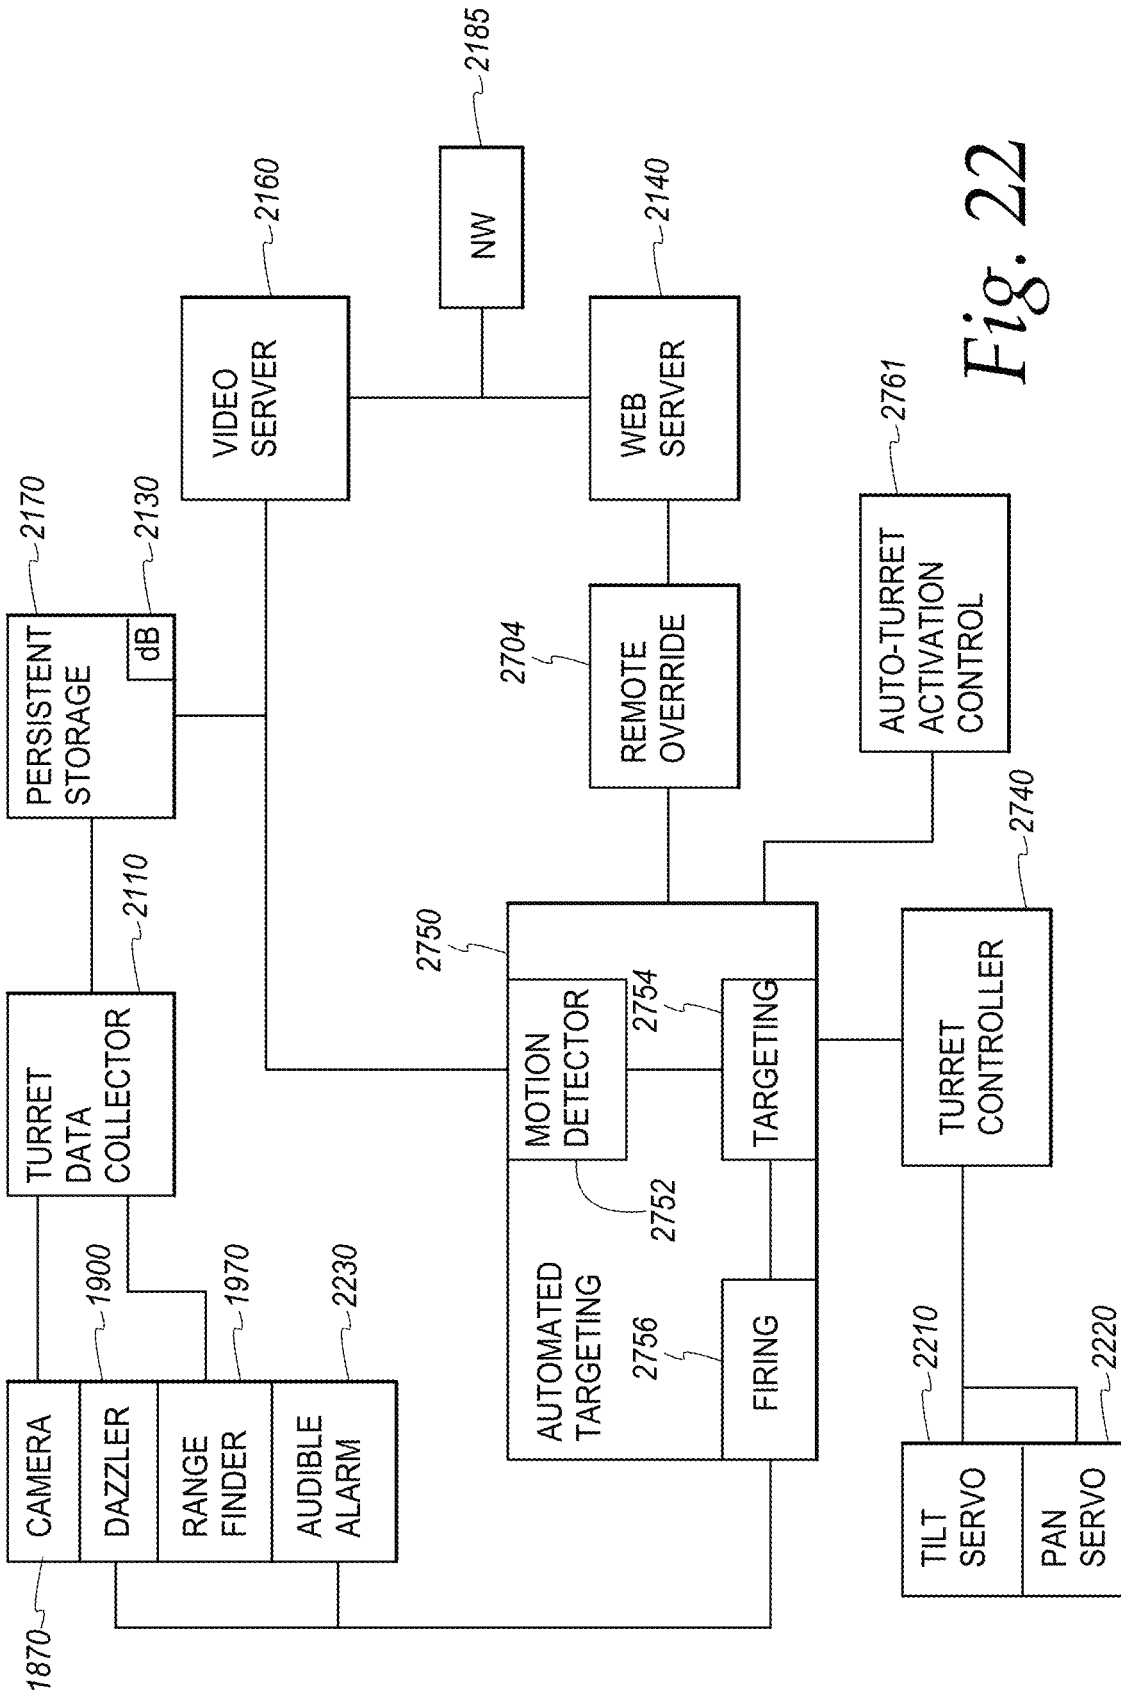 1870
CAMERA
DAZZLER
1900
RANGE
FINDER
1970
AUDIBLE
ALARM
2230
TURRET
DATA
COLLECTOR
2110
PERSISTENT
STORAGE
2170
dB
2130
VIDEO
SERVER
2160
NW
2185
AUTOMATED
TARGETING
2750
MOTION
DETECTOR
2752
TARGETING
2754
FIRING
2756
REMOTE
OVERRIDE
2704
WEB
SERVER
2140
TILT
SERVO
2210
PAN
SERVO
2220
TURRET
CONTROLLER
2740
AUTO-TURRET
ACTIVATION
CONTROL
2761
Fig. 22